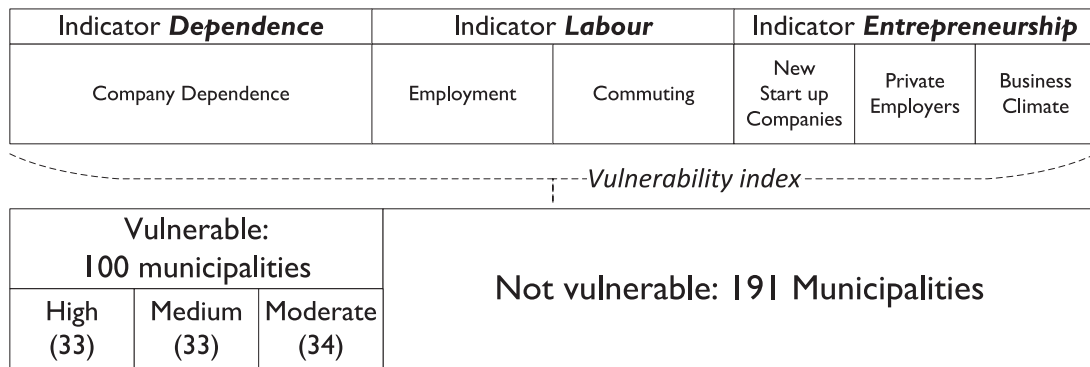 Indicator Dependence
Indicator Labour
Indicator Entrepreneurship
Company Dependence
Employment
Commuting
New
Start up
Companies
Private
Employers
Business
Climate
Vulnerability index
Vulnerable:
100 municipalities
High
(33)
Medium
(33)
Moderate
(34)
Not vulnerable: 191 Municipalities